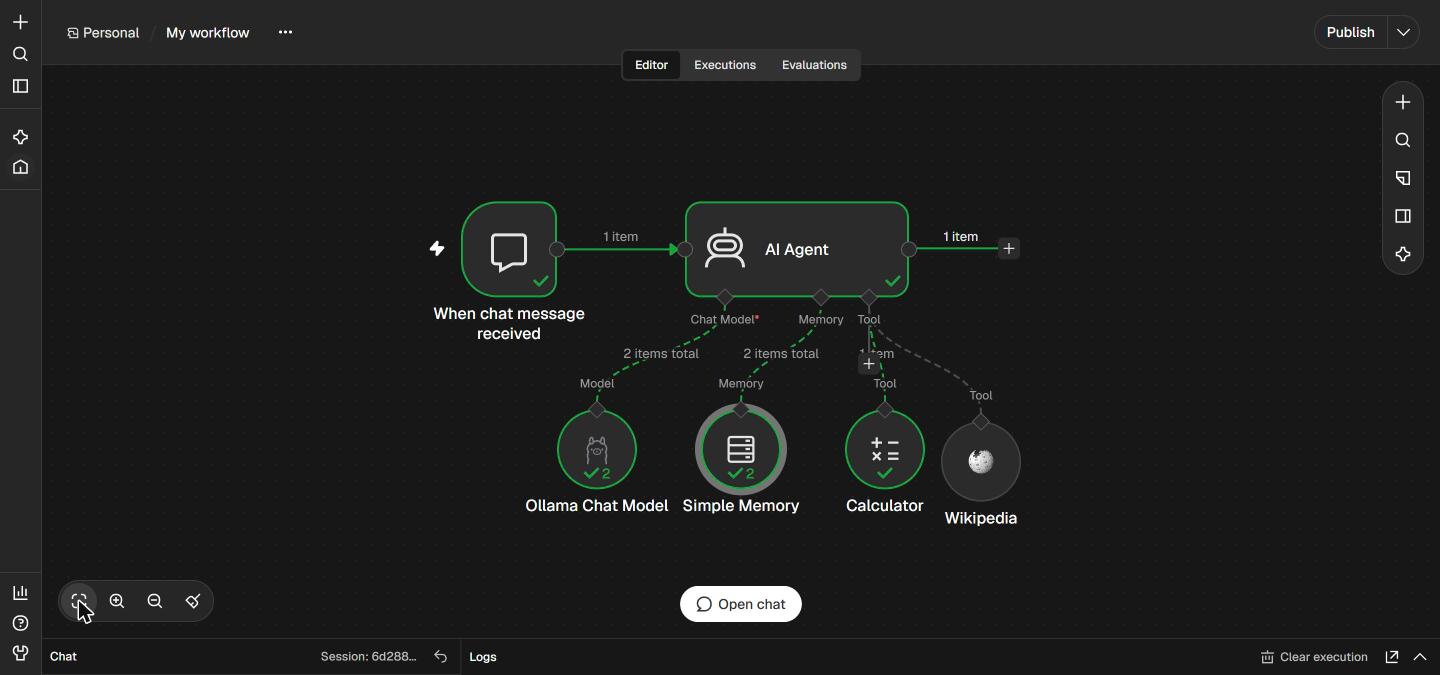 Personal / My workflow ...
Publish
Editor Executions Evaluations
1 item
1 item
AI Agent
When chat message
received
Chat Model*
Memory
Tool
2 items total
2 items total
Model
Memory
Tool
Tool
2
2
Ollama Chat Model
Simple Memory
Calculator
Wikipedia
Open chat
Chat
Session: 6d288...
Logs
Clear execution